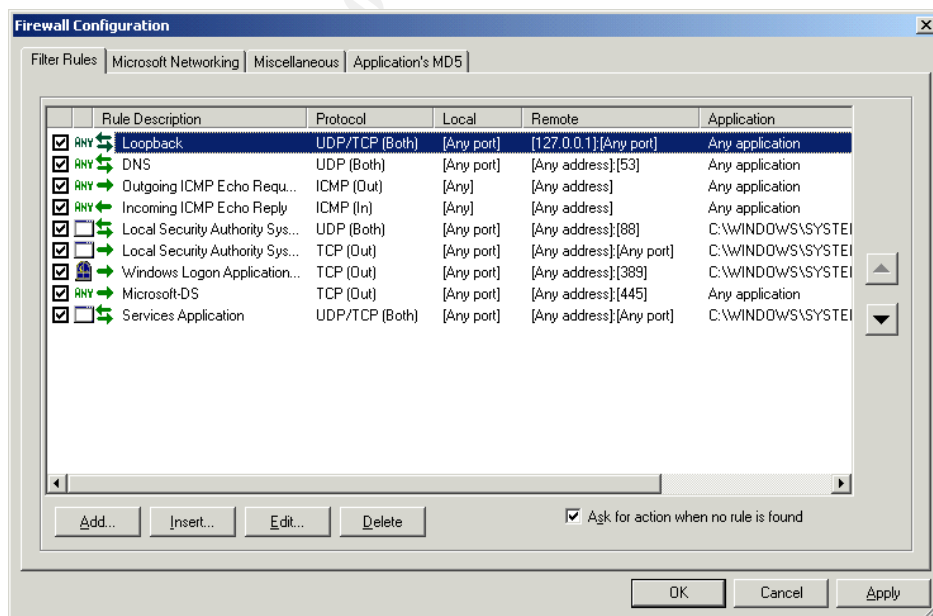 Firewall Configuration
Filter Rules Microsoft Networking Miscellaneous Application's MD5
Rule Description Protocol Local Remote Application
ANY Loopback UDP/TCP (Both) [Any port] [127.0.0.1]:[Any port] Any application
ANY DNS UDP (Both) [Any port] [Any address]:[53] Any application
ANY Outgoing ICMP Echo Requ... ICMP (Out) [Any] [Any address] Any application
ANY Incoming ICMP Echo Reply ICMP (In) [Any] [Any address] Any application
Local Security Authority Sys... UDP (Both) [Any port] [Any address]:[88] C:\WINDOWS\SYSTEI
Local Security Authority Sys... TCP (Out) [Any port] [Any address]:[Any port] C:\WINDOWS\SYSTEI
Windows Logon Application... TCP (Out) [Any port] [Any address]:[389] C:\WINDOWS\SYSTEI
ANY Microsoft-DS TCP (Out) [Any port] [Any address]:[445] Any application
Services Application UDP/TCP (Both) [Any port] [Any address]:[Any port] C:\WINDOWS\SYSTEI
Add... Insert... Edit... Delete Ask for action when no rule is found
OK Cancel Apply